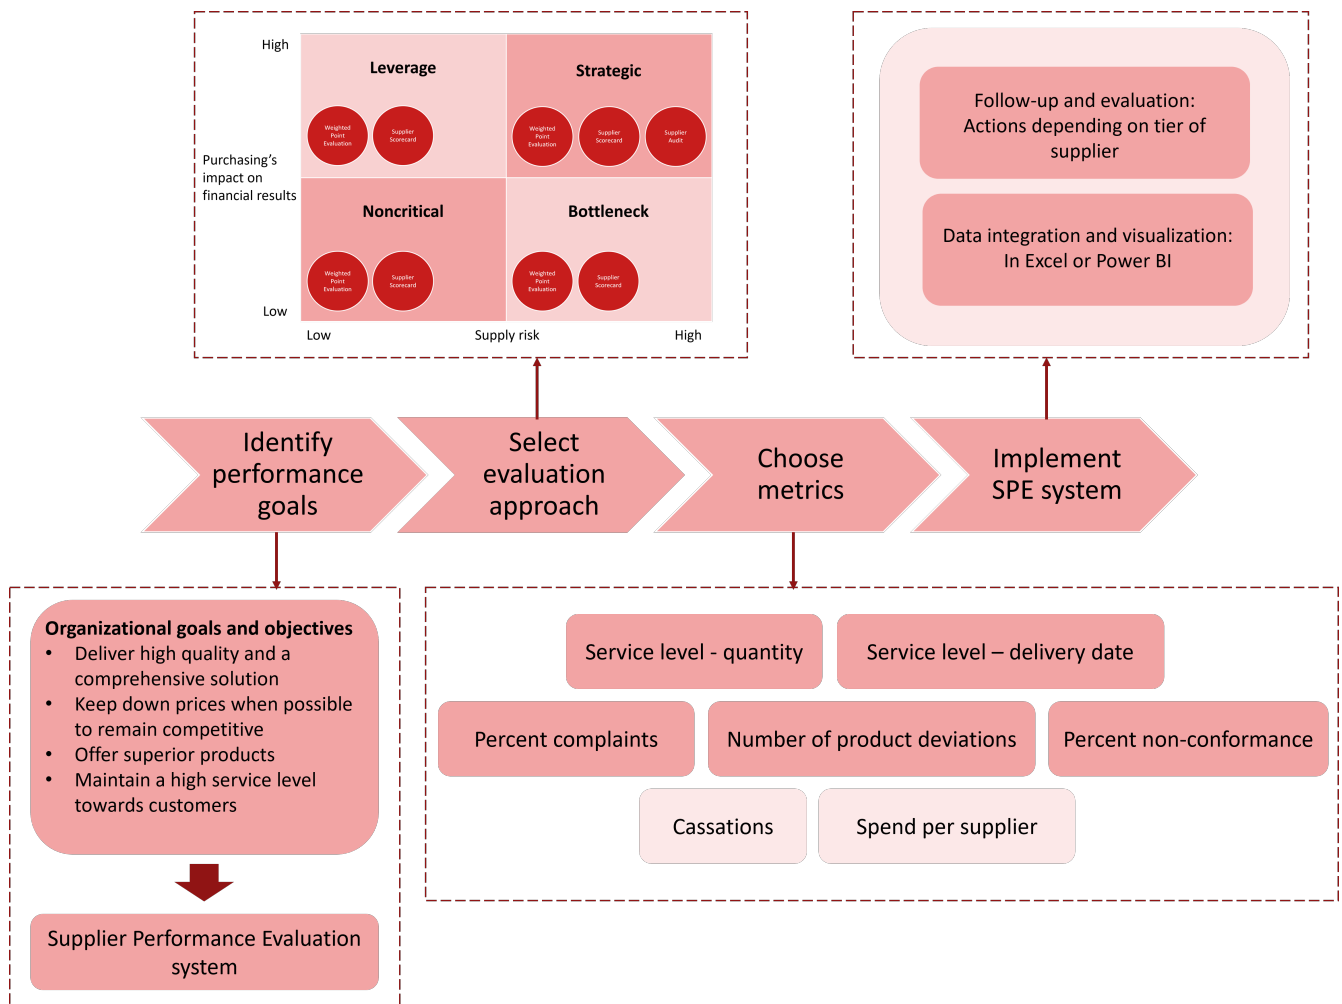 High
Leverage
Strategic
Weighted
Point
Evaluation
Supplier
Scorecard
Weighted
Point
Evaluation
Supplier
Scorecard
Supplier
Audit
Purchasing's
impact on
financial results
Noncritical
Bottleneck
Weighted
Point
Evaluation
Supplier
Scorecard
Weighted
Point
Evaluation
Supplier
Scorecard
Low
Low
Supply risk
High
Follow-up and evaluation:
Actions depending on tier of
supplier
Data integration and visualization:
In Excel or Power BI
Identify
performance
goals
Select
evaluation
approach
Choose
metrics
Implement
SPE system
Organizational goals and objectives
• Deliver high quality and a
comprehensive solution
• Keep down prices when possible
to remain competitive
• Offer superior products
• Maintain a high service level
towards customers
Supplier Performance Evaluation
system
Service level - quantity
Service level – delivery date
Percent complaints
Number of product deviations
Percent non-conformance
Cassations
Spend per supplier